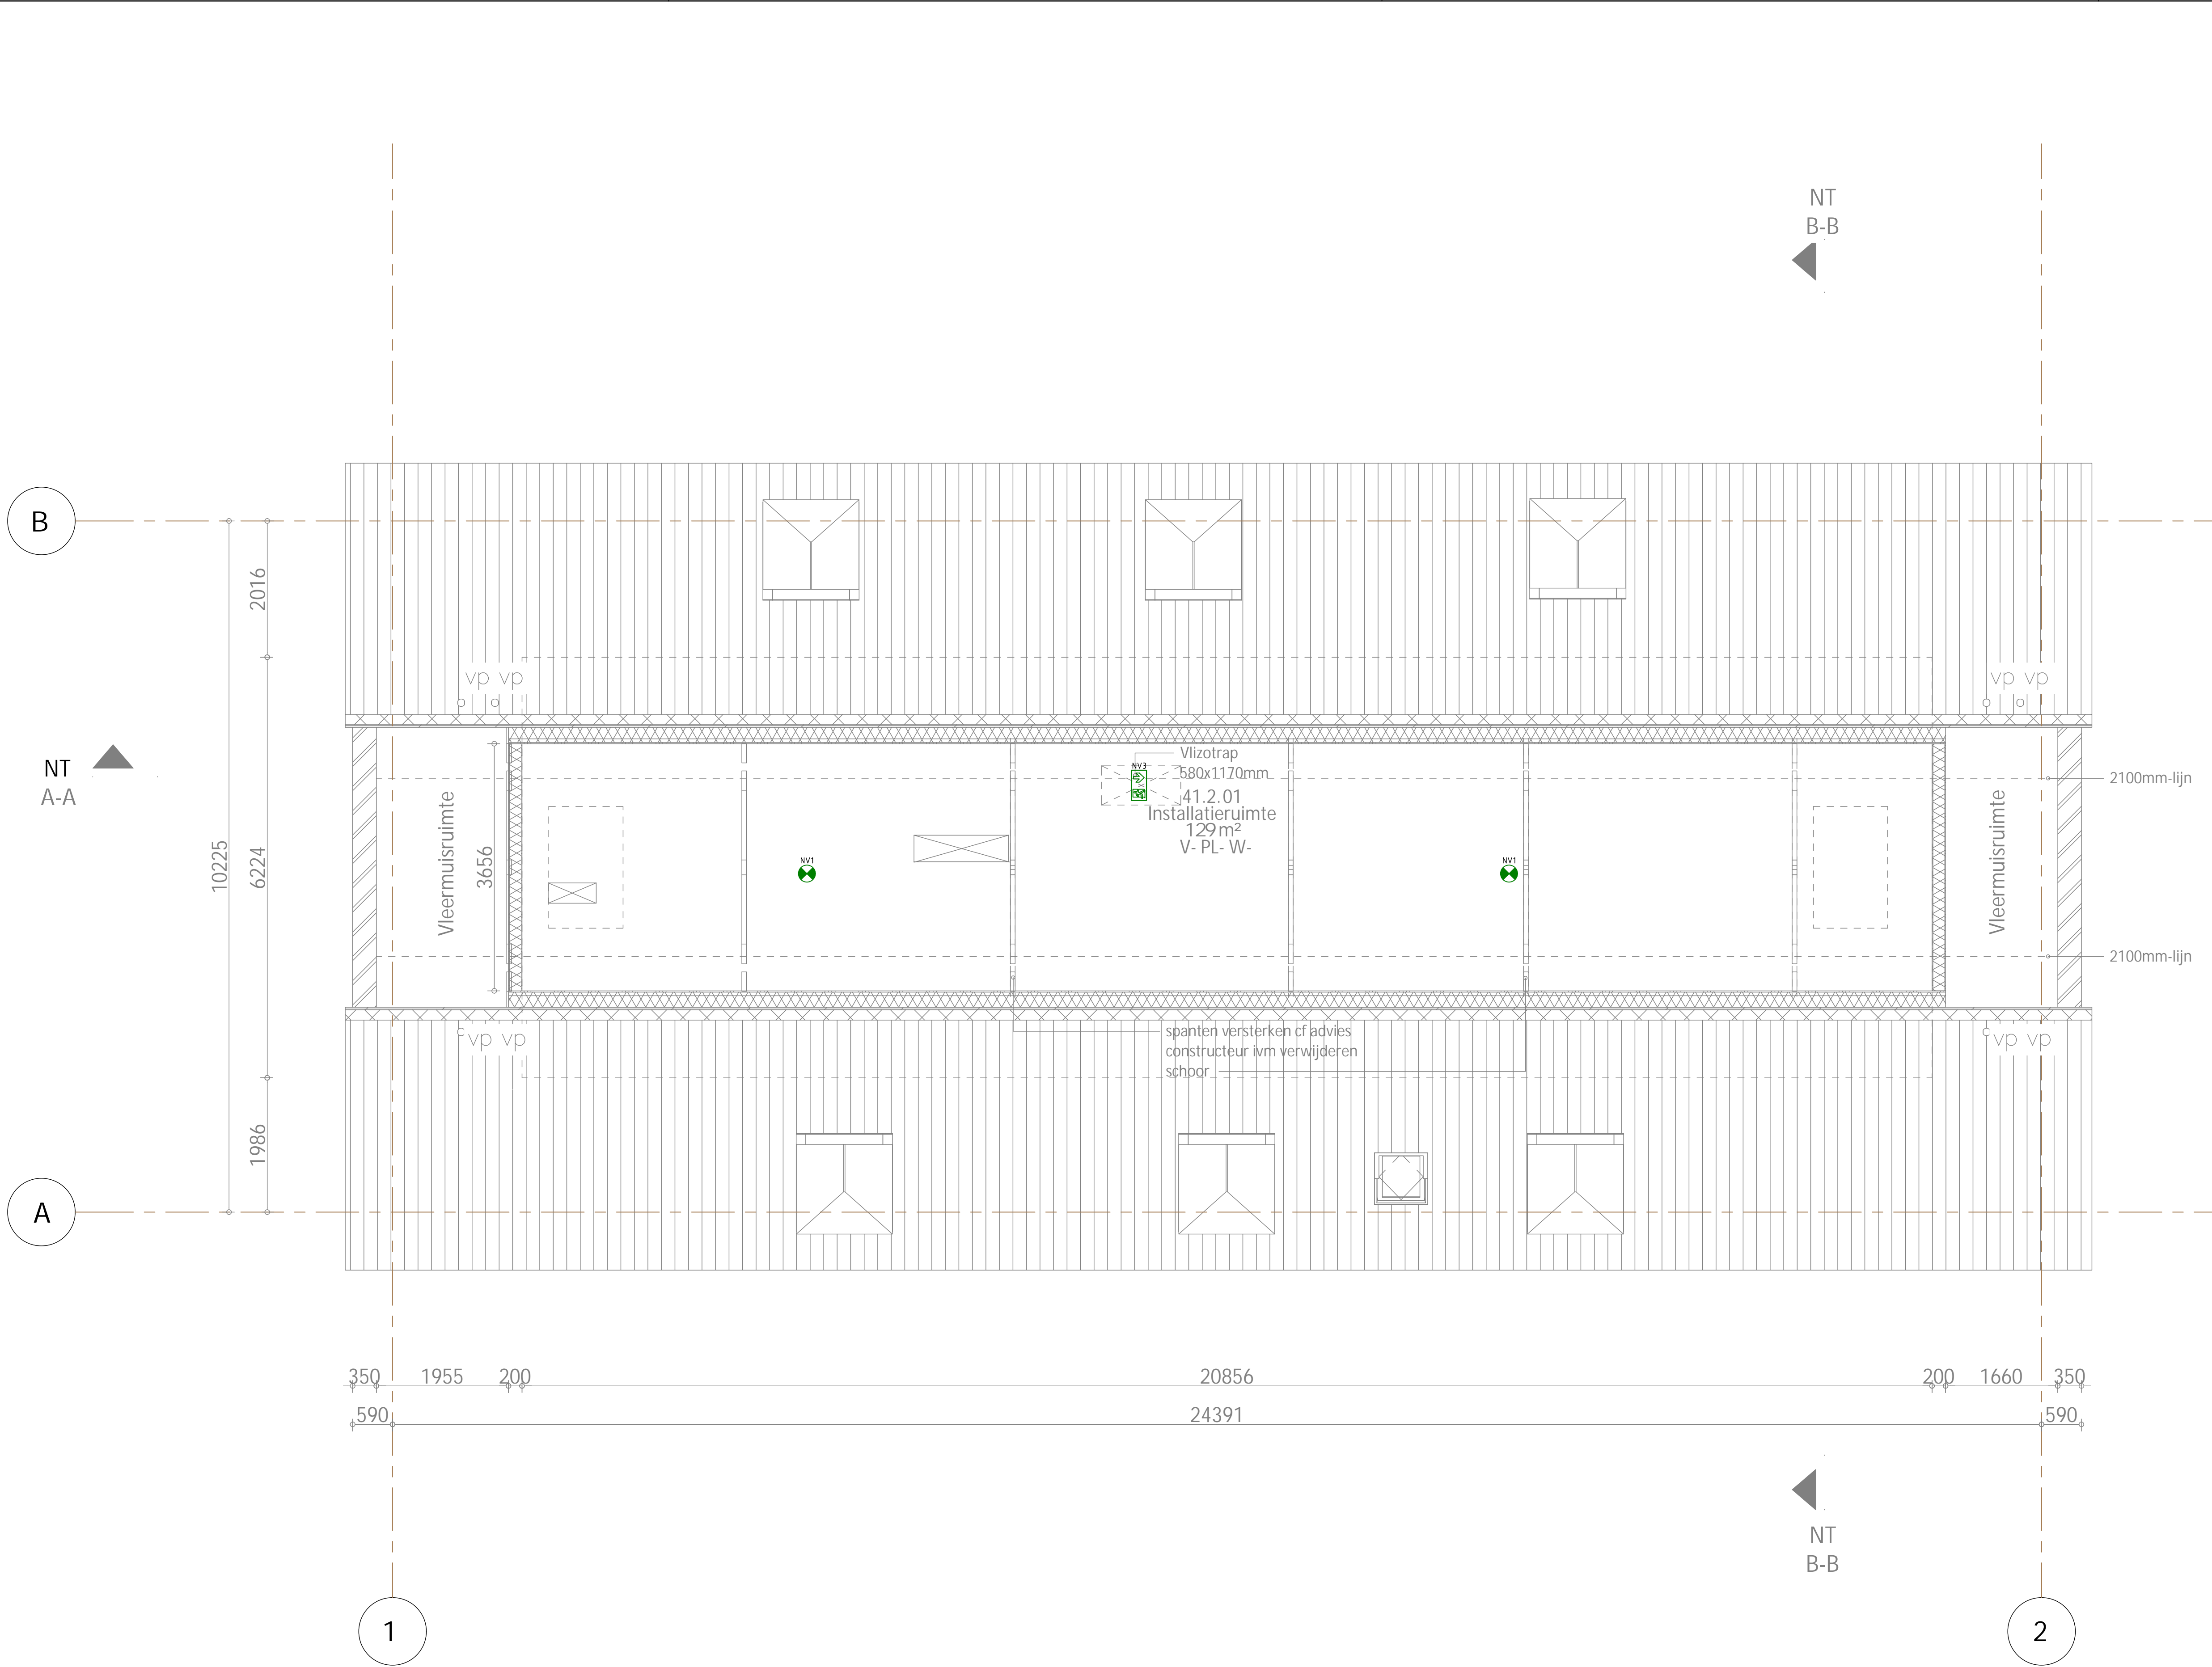 NT
B-B
B
2016
vp vp
vp vp
NT
A-A
10225
6224
3656
Vleermuisruimte
NV1
Vlizotrap
NV3
580x1170mm
41.2.01
Installatieruimte
129m²
V- PL- W-
NV1
Vleermuisruimte
2100mm-lijn
2100mm-lijn
vp vp
vp vp
spanten versterken cf advies
constructeur ivm verwijderen
schoor
1986
A
350 1955 200 20856 200 1660 350
590 24391 590
NT
B-B
1
2